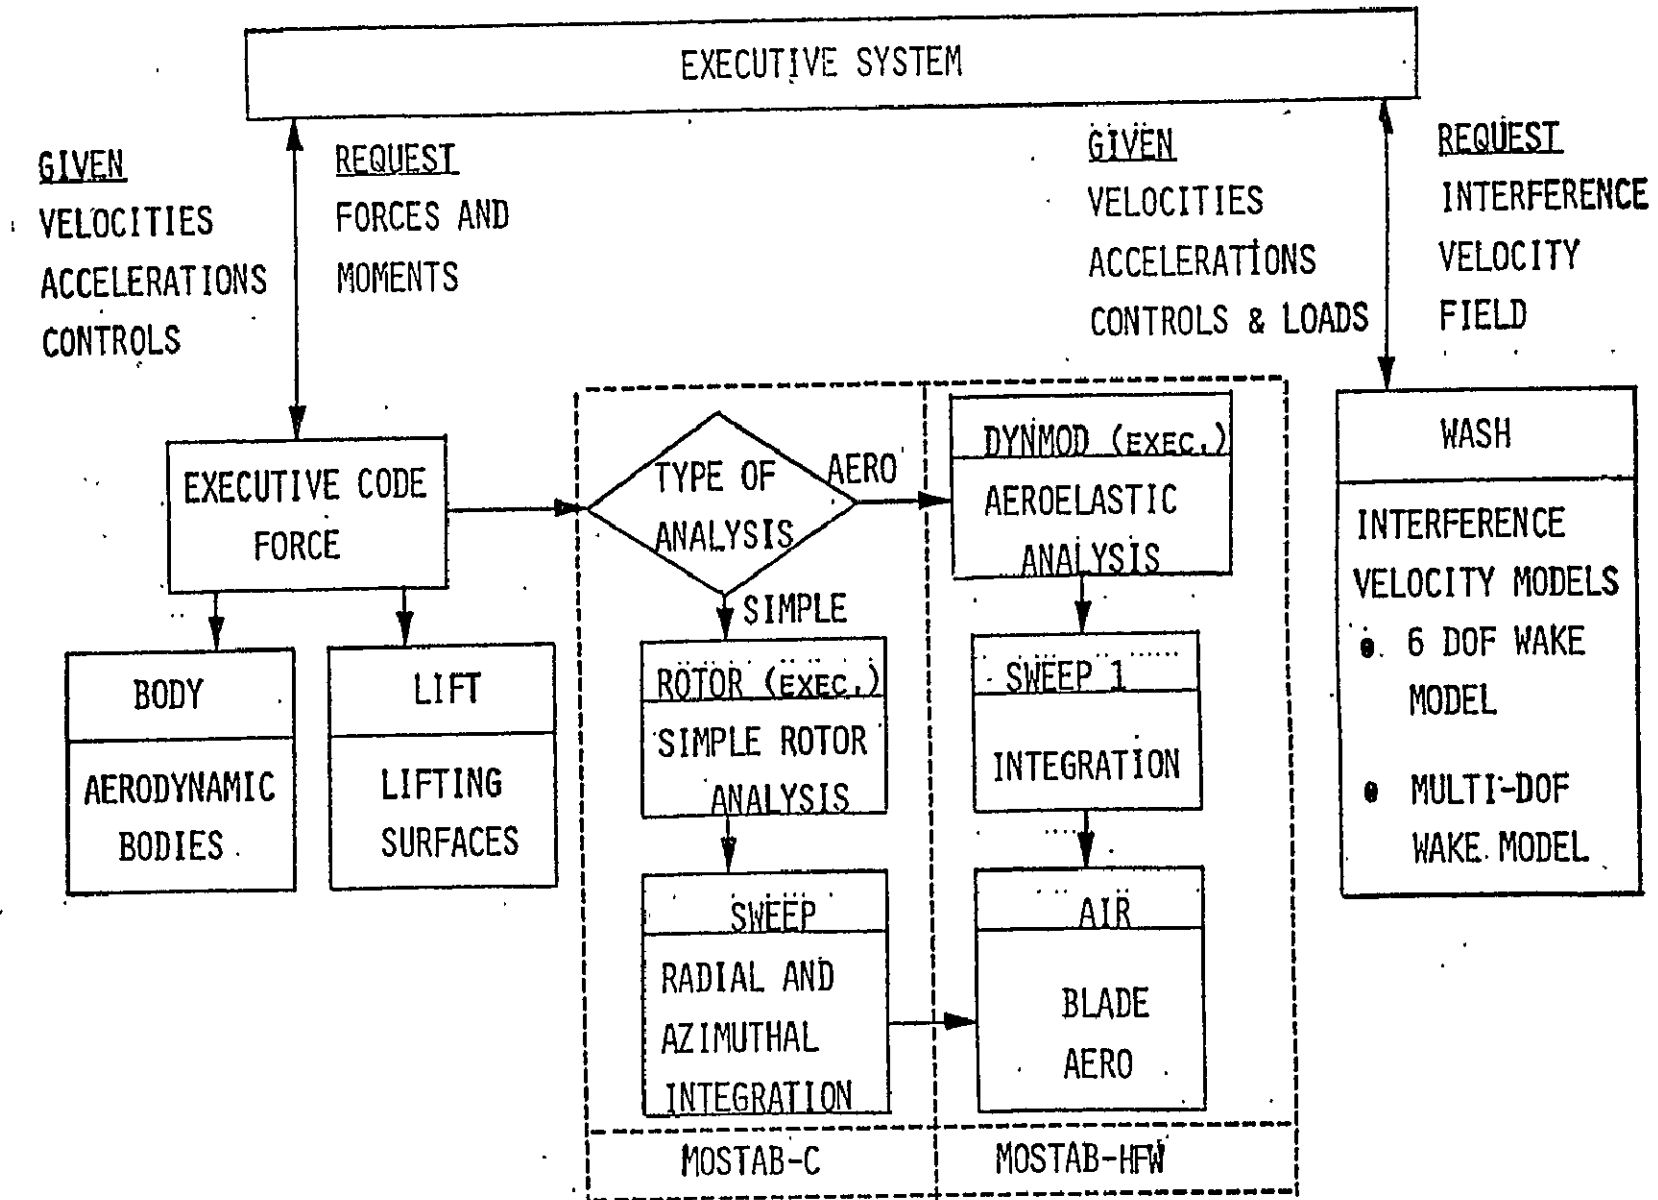 EXECUTIVE SYSTEM
GIVEN
VELOCITIES
ACCELERATIONS
CONTROLS
REQUEST
FORCES AND
MOMENTS
GIVEN
VELOCITIES
ACCELERATIONS
CONTROLS & LOADS
REQUEST
INTERFERENCE
VELOCITY
FIELD
EXECUTIVE CODE
FORCE
BODY
AERODYNAMIC
BODIES
LIFT
LIFTING
SURFACES
TYPE OF
ANALYSIS
AERO
SIMPLE
ROTOR (EXEC.)
SIMPLE ROTOR
ANALYSIS
SWEEP
RADIAL AND
AZIMUTHAL
INTEGRATION
MOSTAB-C
DYNMOD (EXEC.)
AEROELASTIC
ANALYSIS
SWEEP 1
INTEGRATION
AIR
BLADE
AERO
MOSTAB-HFW
WASH
INTERFERENCE
VELOCITY MODELS
• 6 DOF WAKE
MODEL
• MULTI-DOF
WAKE MODEL